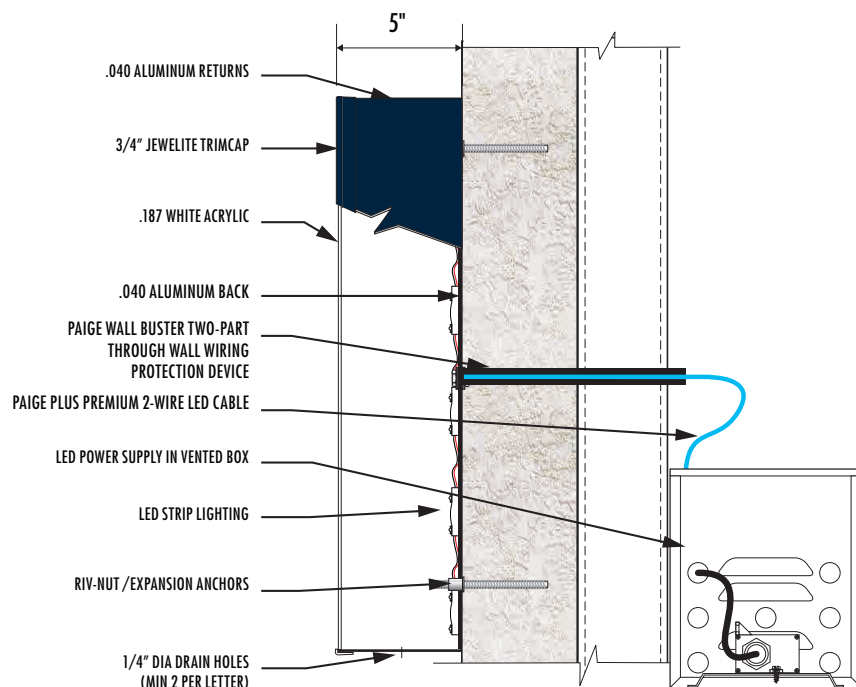 5"
.040 ALUMINUM RETURNS
3/4" JEWELITE TRIMCAP
.187 WHITE ACRYLIC
.040 ALUMINUM BACK
PAIGE WALL BUSTER TWO-PART
THROUGH WALL WIRING
PROTECTION DEVICE
PAIGE PLUS PREMIUM 2-WIRE LED CABLE
LED POWER SUPPLY IN VENTED BOX
LED STRIP LIGHTING
RIV-NUT /EXPANSION ANCHORS
1/4" DIA DRAIN HOLES
(MIN 2 PER LETTER)